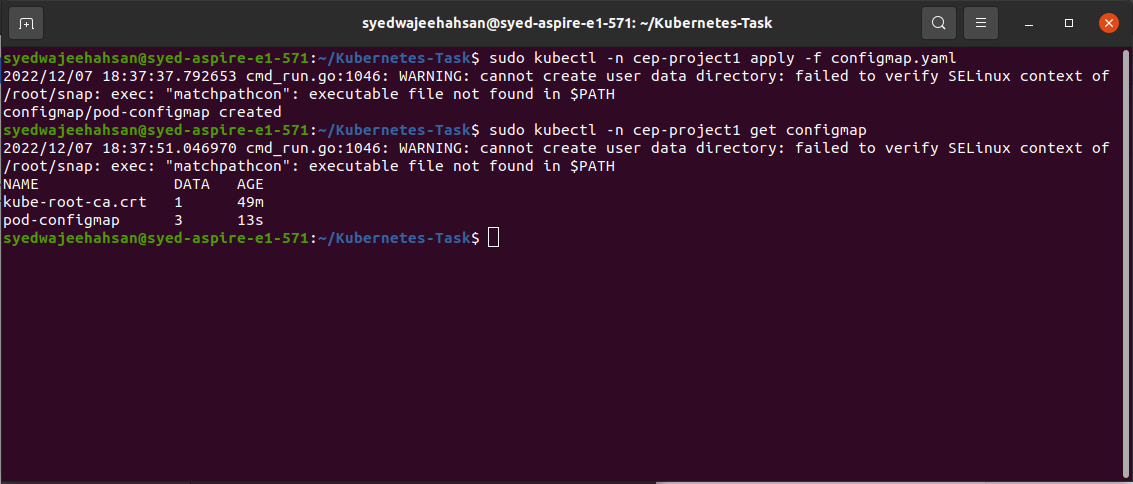 syedwajeehahsan@syed-aspire-e1-571: ~/Kubernetes-Task
syedwajeehahsan@syed-aspire-e1-571:~/Kubernetes-Task$ sudo kubectl -n cep-project1 apply -f configmap.yaml
2022/12/07 18:37:37.792653 cmd_run.go:1046: WARNING: cannot create user data directory: failed to verify SELinux context of
/root/snap: exec: "matchpathcon": executable file not found in $PATH
configmap/pod-configmap created
syedwajeehahsan@syed-aspire-e1-571:~/Kubernetes-Task$ sudo kubectl -n cep-project1 get configmap
2022/12/07 18:37:51.046970 cmd_run.go:1046: WARNING: cannot create user data directory: failed to verify SELinux context of
/root/snap: exec: "matchpathcon": executable file not found in $PATH
NAME               DATA   AGE
kube-root-ca.crt   1      49m
pod-configmap      3      13s
syedwajeehahsan@syed-aspire-e1-571:~/Kubernetes-Task$